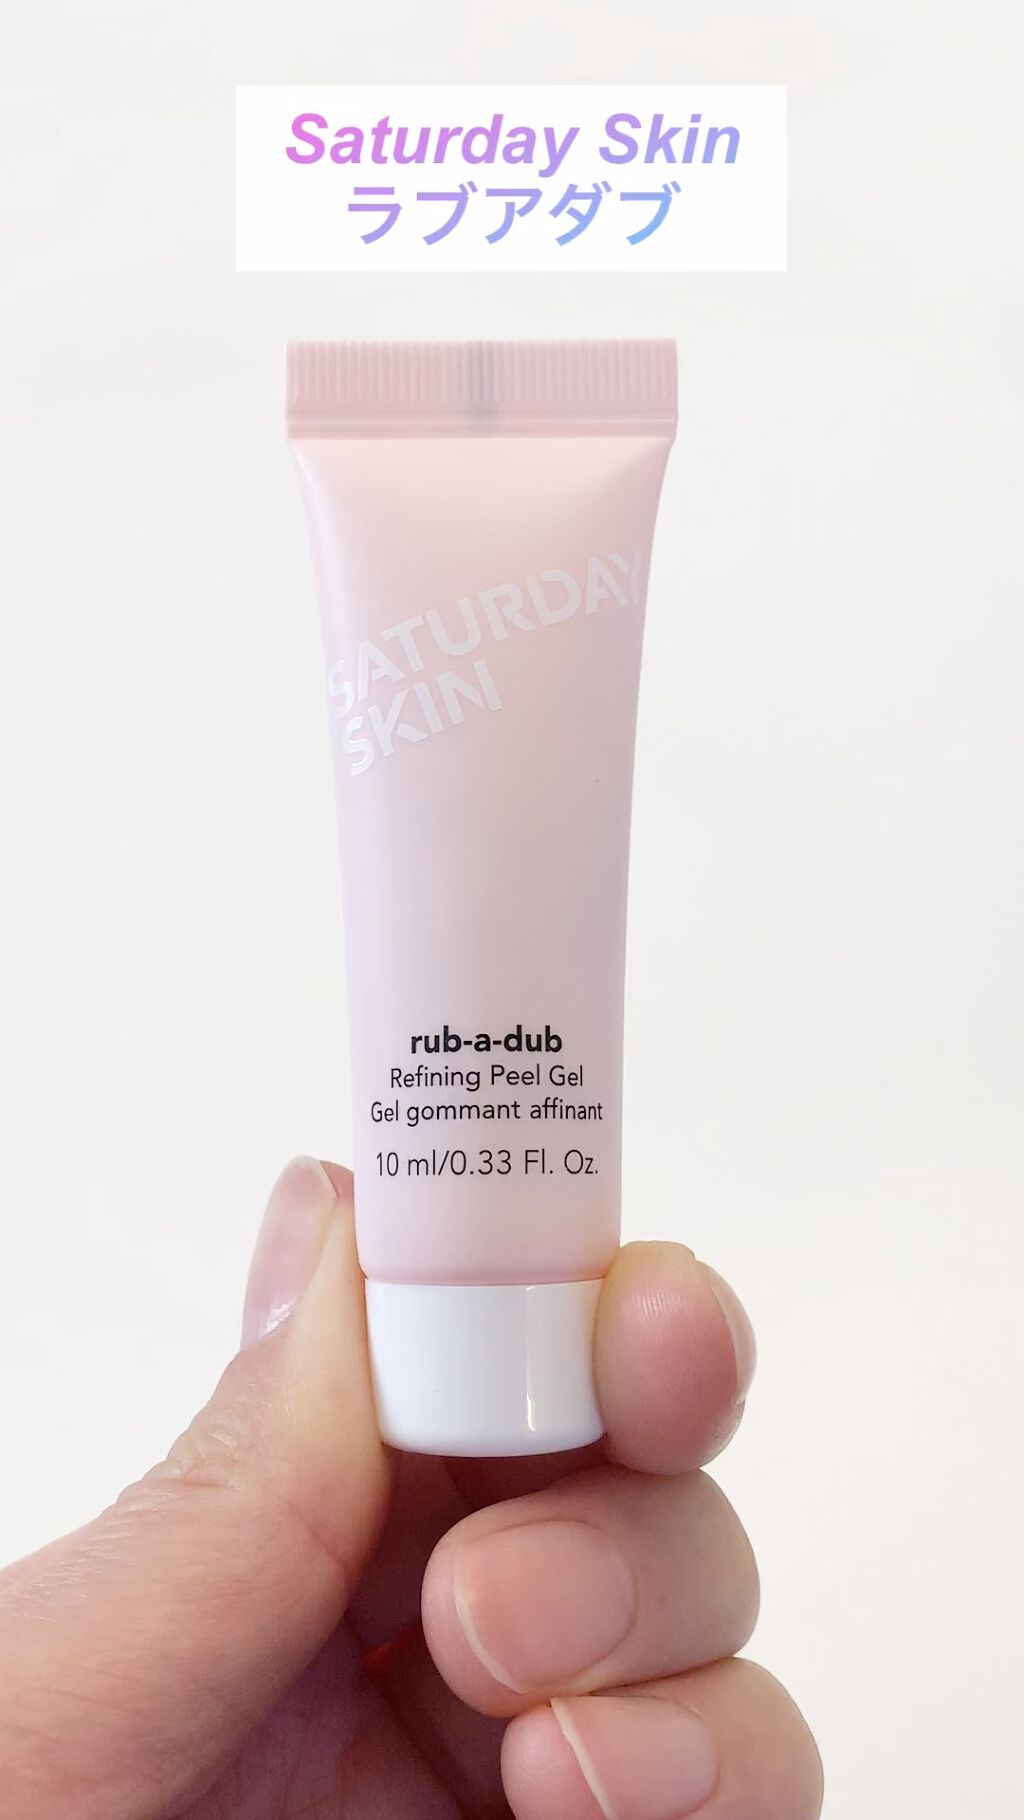 Saturday Skin
ラブアダブ
SATURDAY
SKIN
rub-a-dub
Refining Peel Gel
Gel gommant affinant
10 ml/0.33 Fl. Oz.